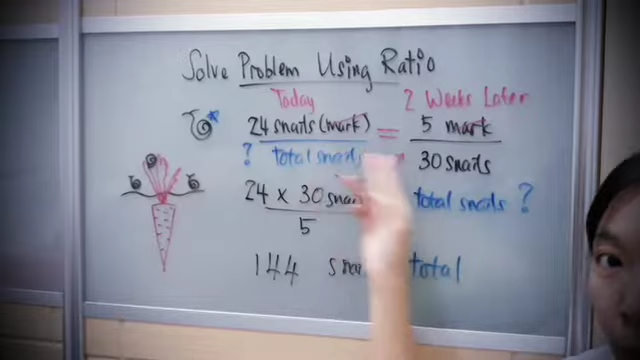 Solve Problem Using Ratio
Today 2 Weeks Later
24 snails (mark) = 5 mark
? total snails 30 snails
24 x 30 total snails ?
5
144 total